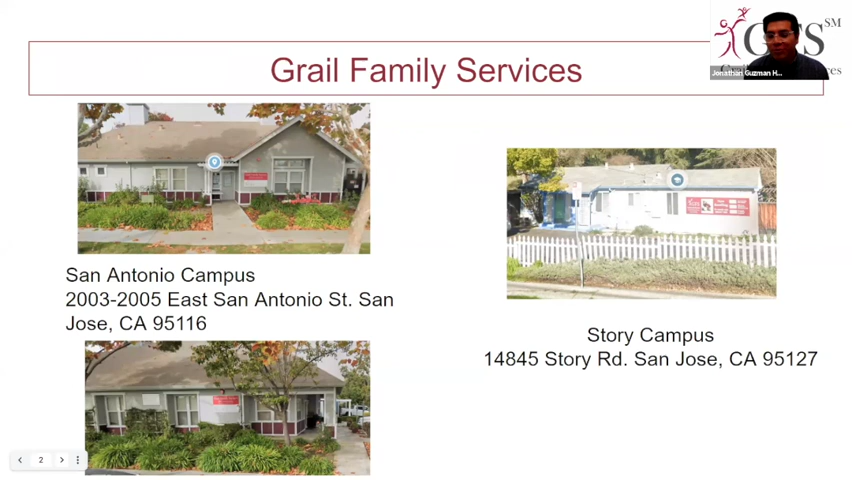 SM
Jonathan Guzman H...
Grail Family Services
San Antonio Campus
2003-2005 East San Antonio St. San
Jose, CA 95116
Story Campus
14845 Story Rd. San Jose, CA 95127
2